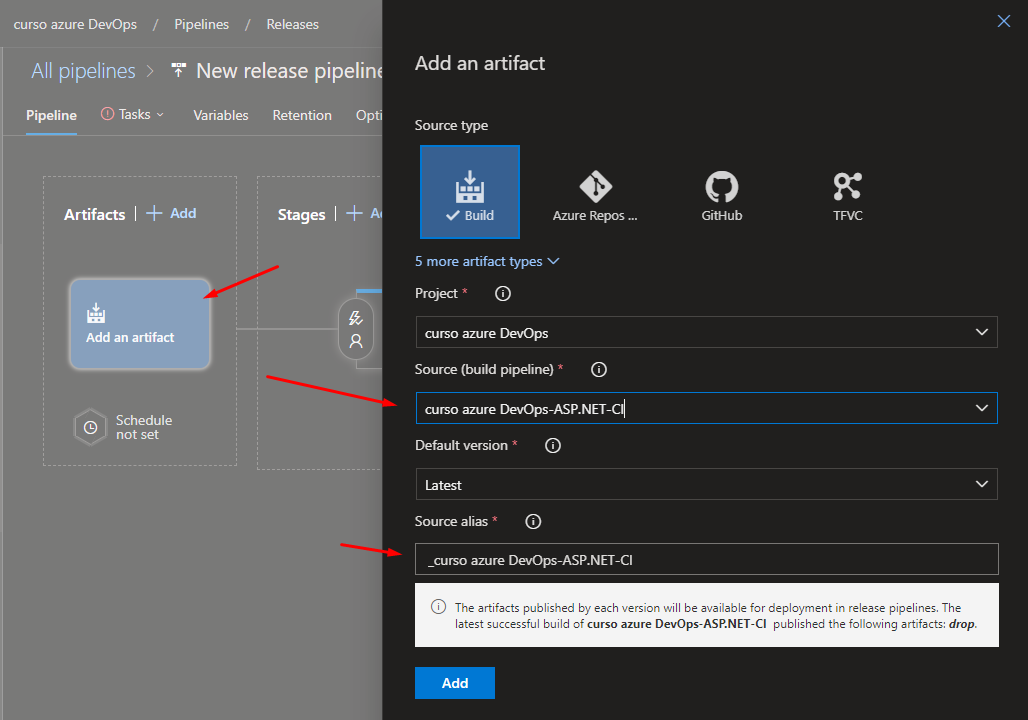 curso azure DevOps / Pipelines / Releases
All pipelines > New release pipeline
Pipeline Tasks Variables Retention Opti
Artifacts | + Add
Stages | + A
Add an artifact
Schedule
not set
Add an artifact
Source type
Build
Azure Repos ...
GitHub
TFVC
5 more artifact types
Project *
curso azure DevOps
Source (build pipeline) *
curso azure DevOps-ASP.NET-CI
Default version *
Latest
Source alias *
_curso azure DevOps-ASP.NET-CI
The artifacts published by each version will be available for deployment in release pipelines. The
latest successful build of curso azure DevOps-ASP.NET-CI published the following artifacts: drop.
Add